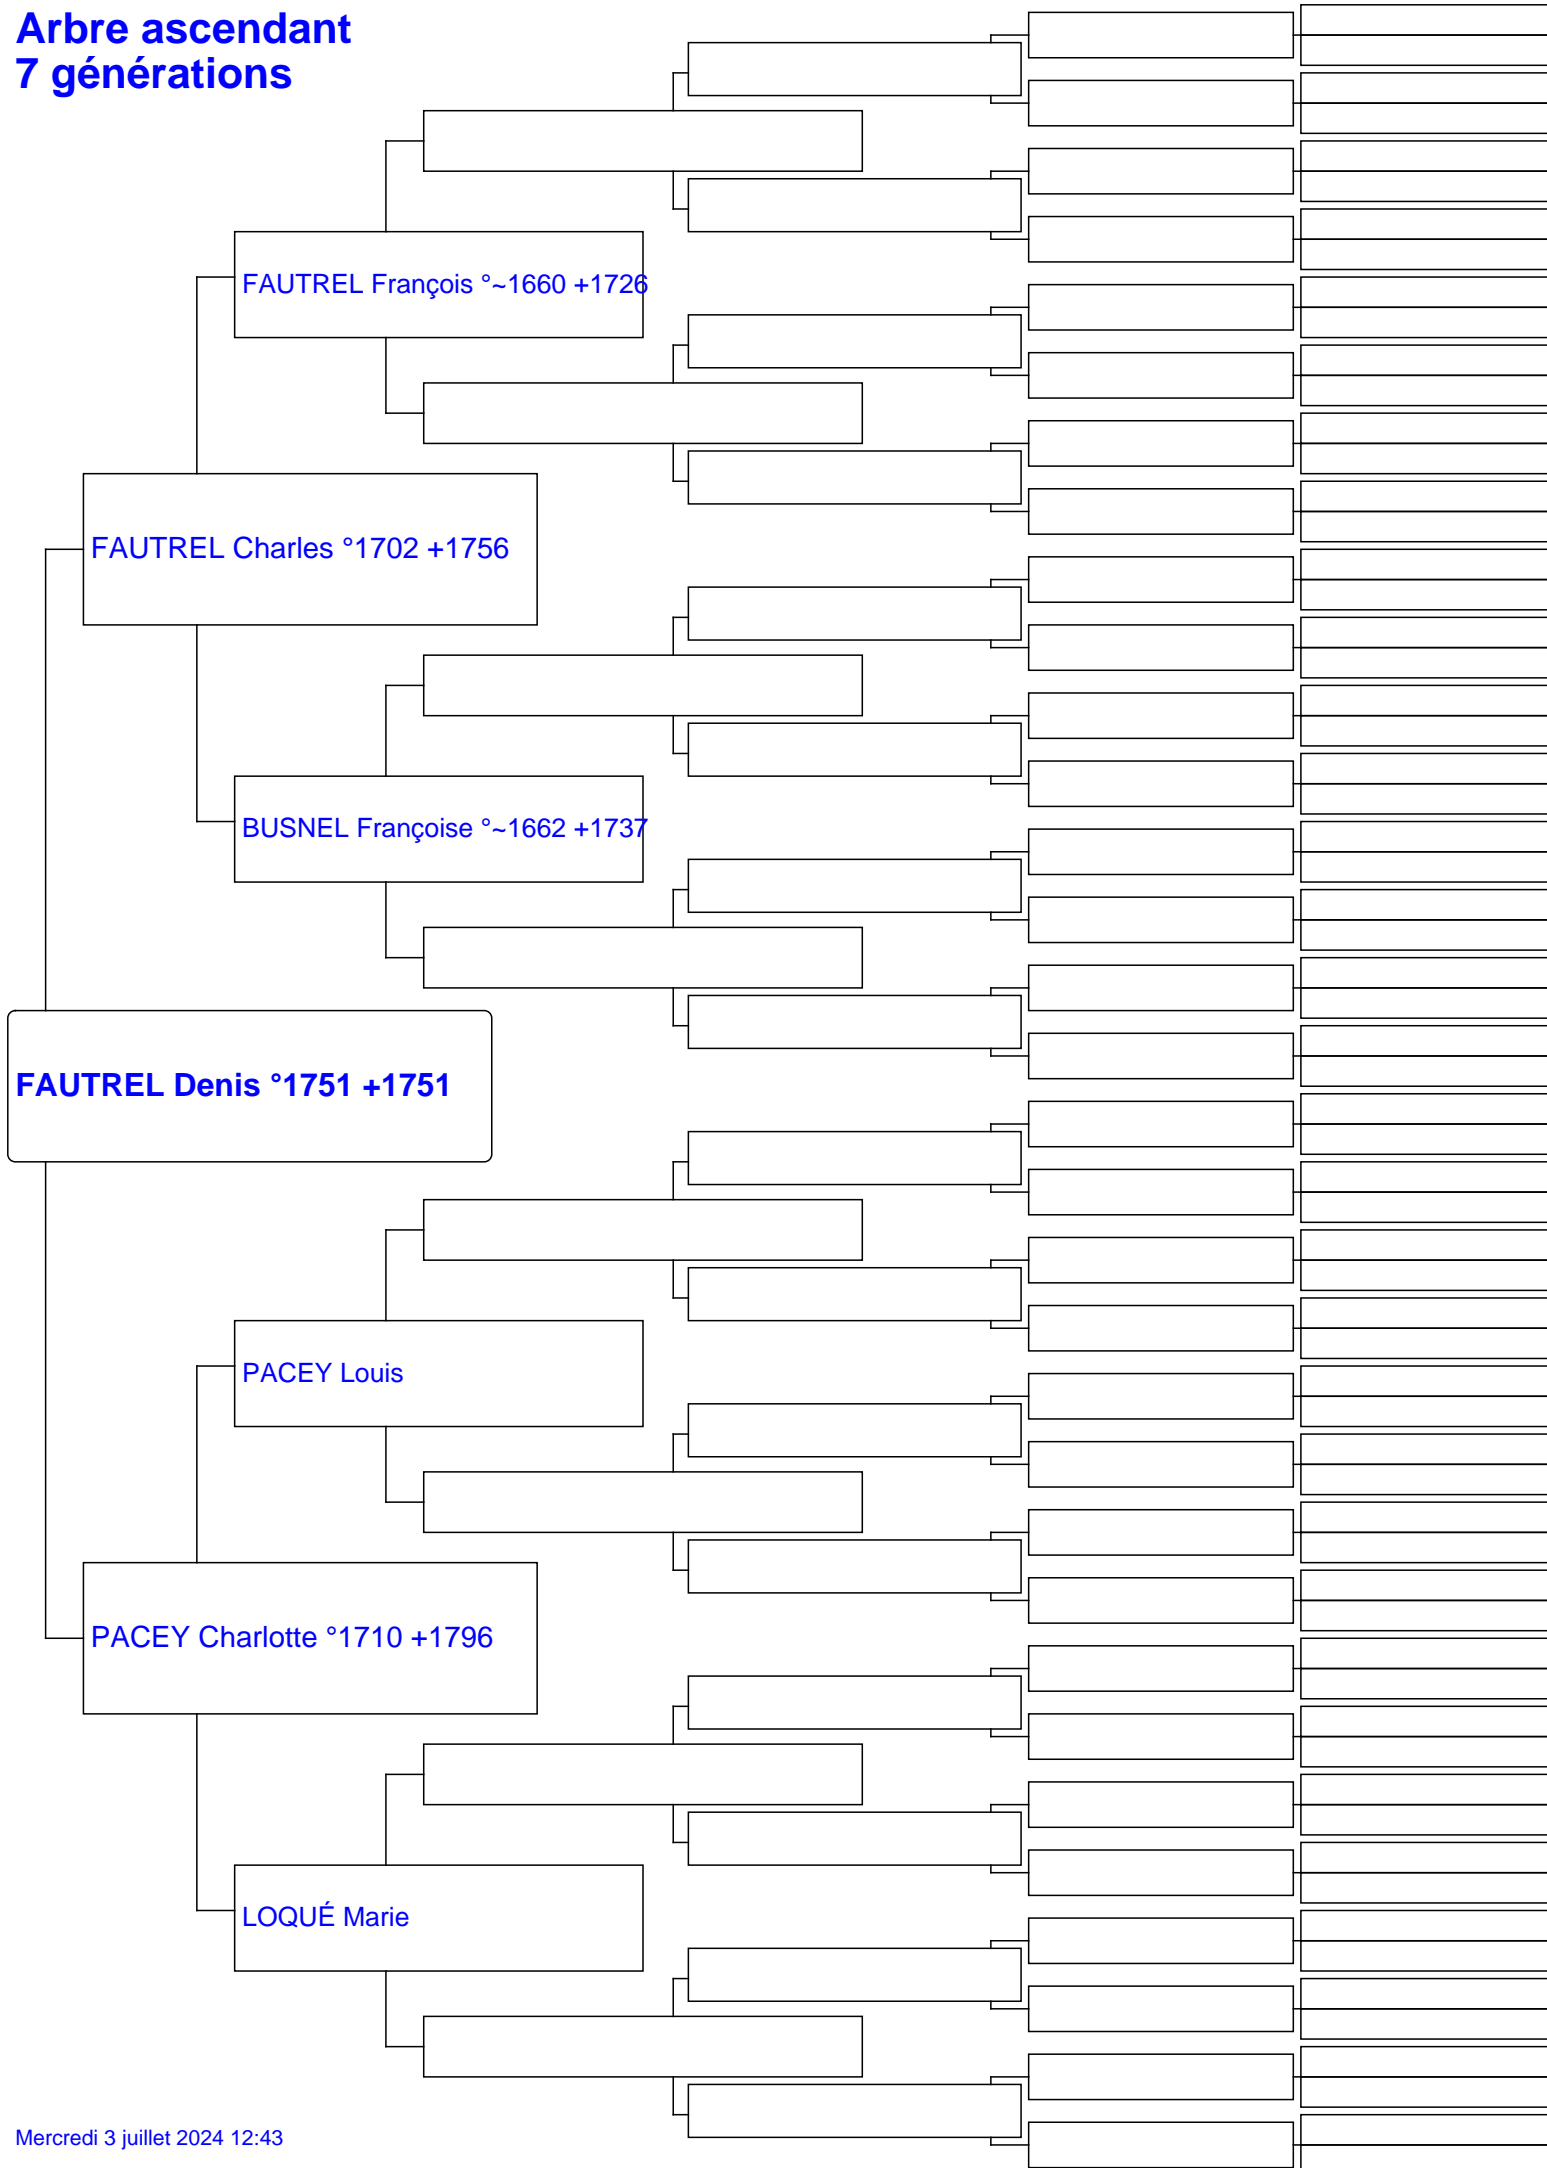 Arbre ascendant
7 générations
FAUTREL François °~1660 +1726
FAUTREL Charles °1702 +1756
BUSNEL Françoise °~1662 +1737
FAUTREL Denis °1751 +1751
PACEY Louis
PACEY Charlotte °1710 +1796
LOQUÉ Marie
Mercredi 3 juillet 2024 12:43